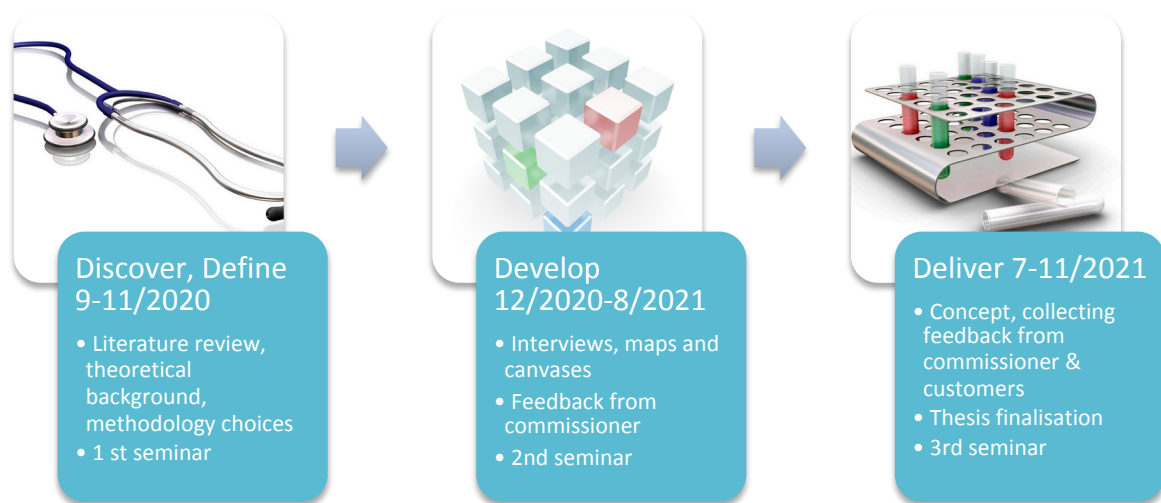 Discover, Define
9-11/2020
• Literature review,
theoretical
background,
methodology choices
• 1 st seminar
Develop
12/2020-8/2021
• Interviews, maps and
canvases
• Feedback from
commissioner
• 2nd seminar
Deliver 7-11/2021
• Concept, collecting
feedback from
commissioner &
customers
• Thesis finalisation
• 3rd seminar